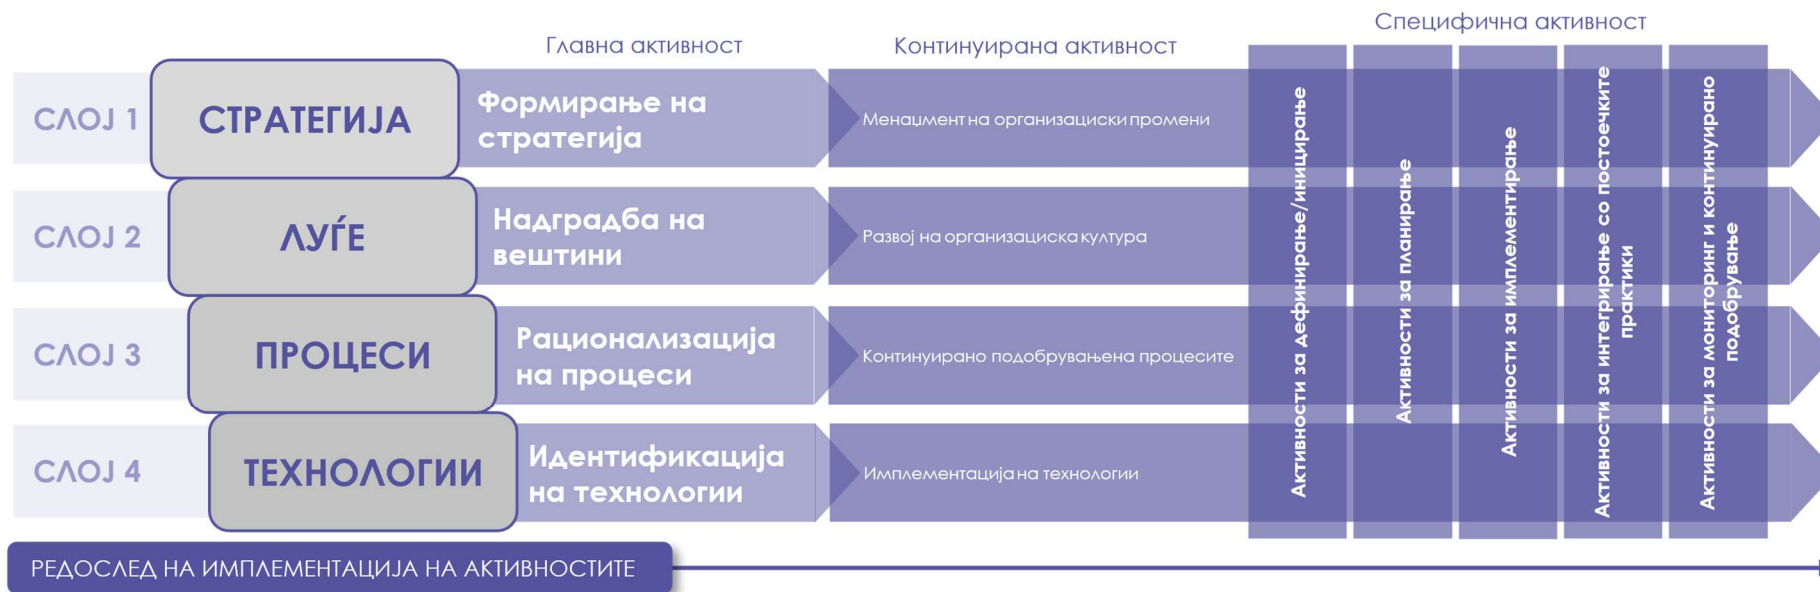 Специфична активност
Главна активност
Континуирана активност
СЛОЈ 1
СТРАТЕГИЈА
Формирање на
стратегија
Менаџмент на организациски промени
СЛОЈ 2
ЛУЃЕ
Надградба на
вештини
Развој на организациска култура
СЛОЈ 3
ПРОЦЕСИ
Рационализација
на процеси
Континуирано подобрувањена процесите
СЛОЈ 4
ТЕХНОЛОГИИ
Идентификација
на технологии
Имплементација на технологии
Активности за дефинирање/иницирање
Активности за планирање
Активности за имплементирање
Активности за интегрирање со постоечките
практики
Активности за мониторинг и континуирано
подобрување
РЕДОСЛЕД НА ИМПЛЕМЕНТАЦИЈА НА АКТИВНОСТИТЕ